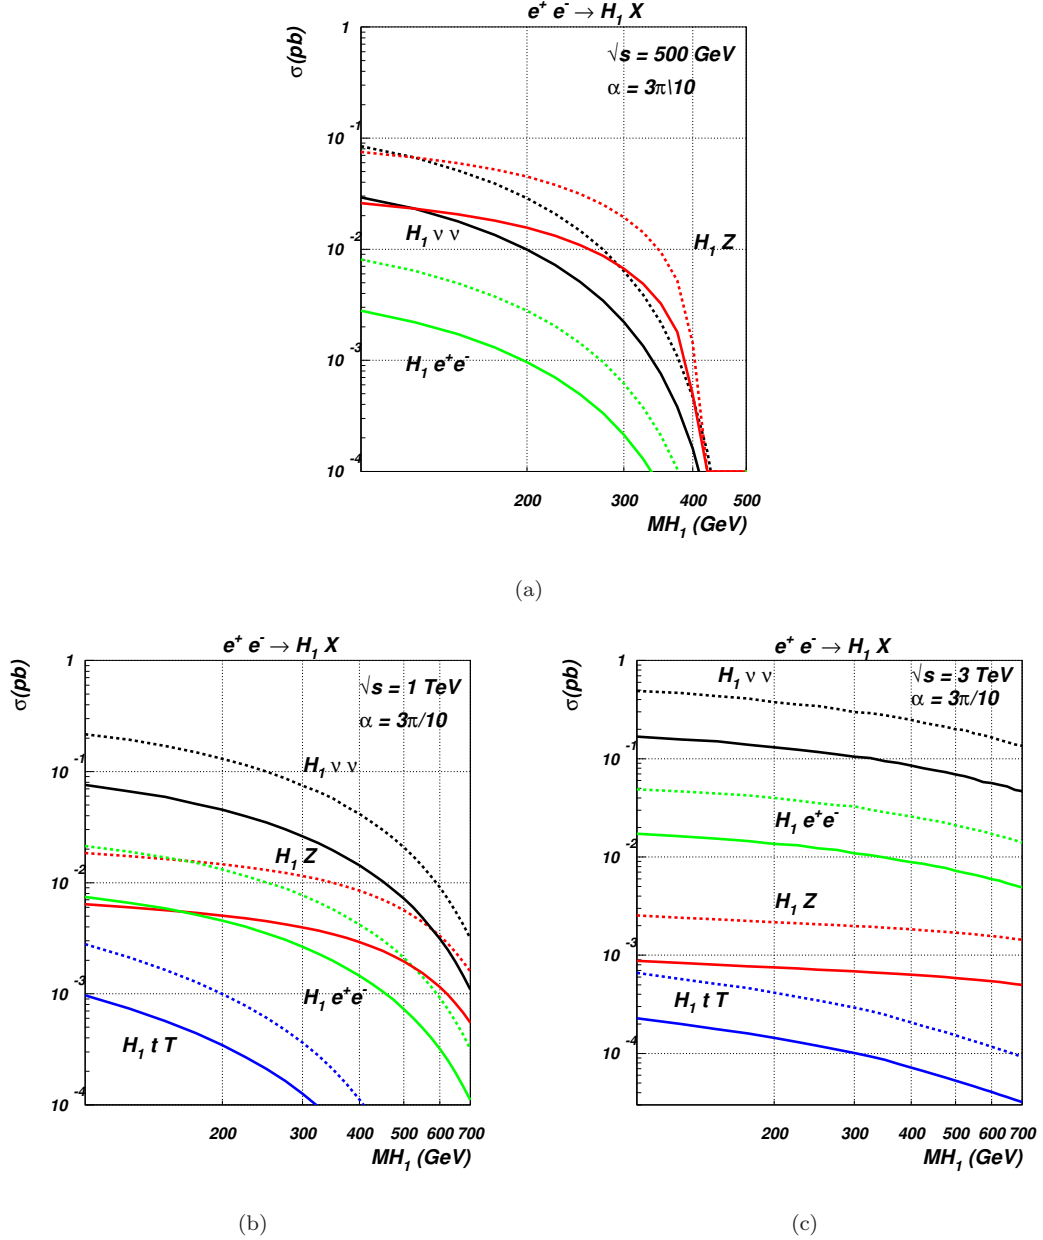 e⁺ e⁻ → H₁ X
σ(pb)
√s = 500 GeV
α = 3π\10
1
10⁻¹
10⁻²
10⁻³
10⁻⁴
H₁ ν ν
H₁ Z
H₁ e⁺e⁻
200 300 400 500
MH₁ (GeV)
(a)
e⁺ e⁻ → H₁ X
σ(pb)
√s = 1 TeV
α = 3π/10
1
10⁻¹
10⁻²
10⁻³
10⁻⁴
H₁ ν ν
H₁ Z
H₁ e⁺e⁻
H₁ t T
200 300 400 500 600 700
MH₁ (GeV)
(b)
e⁺ e⁻ → H₁ X
σ(pb)
H₁ ν ν
√s = 3 TeV
α = 3π/10
1
10⁻¹
10⁻²
10⁻³
10⁻⁴
H₁ e⁺e⁻
H₁ Z
H₁ t T
200 300 400 500 600 700
MH₁ (GeV)
(c)